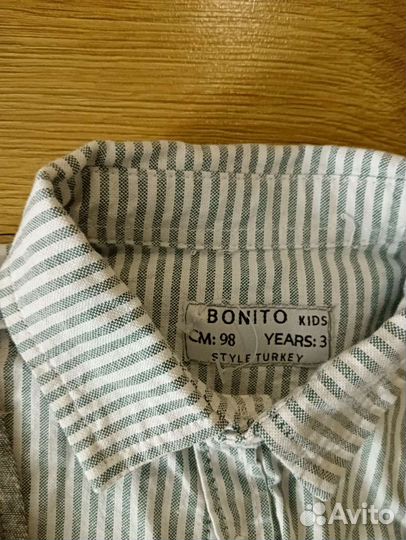 BONITO KIDS
CM: 98 YEARS: 3
STYLE TURKEY
Avito